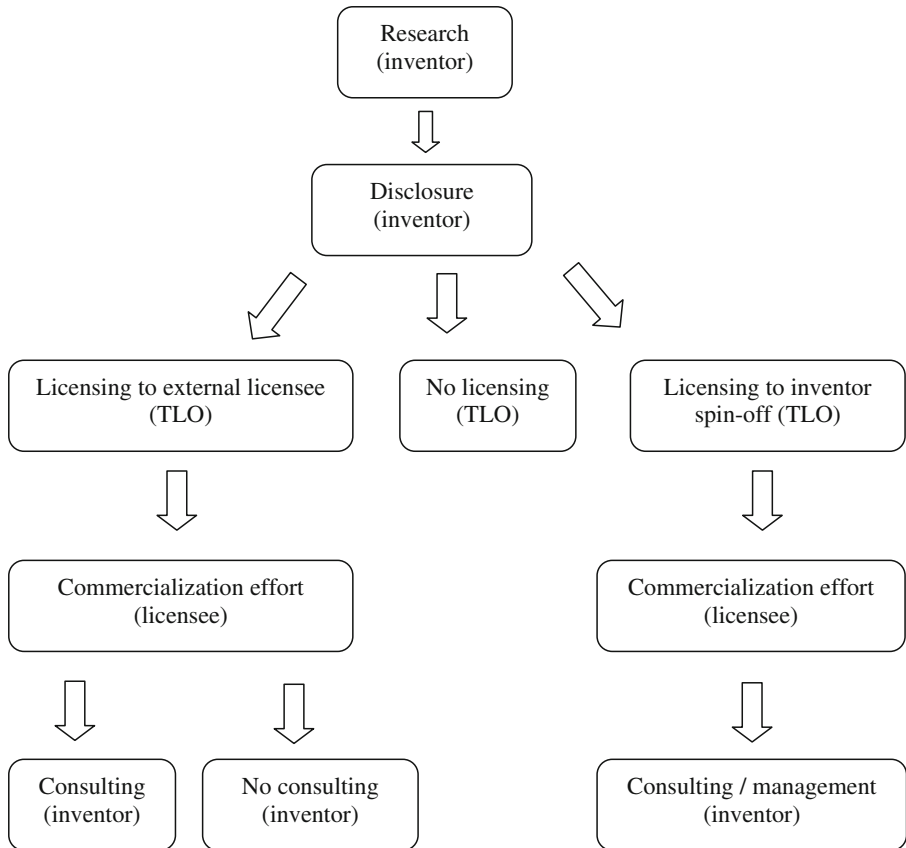 Research
(inventor)
Disclosure
(inventor)
Licensing to external licensee
(TLO)
No licensing
(TLO)
Licensing to inventor
spin-off (TLO)
Commercialization effort
(licensee)
Commercialization effort
(licensee)
Consulting
(inventor)
No consulting
(inventor)
Consulting / management
(inventor)